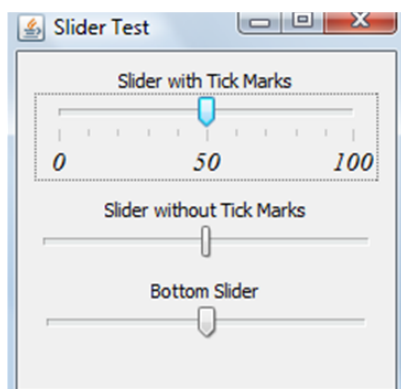 Slider Test
Slider with Tick Marks
0 50 100
Slider without Tick Marks
Bottom Slider